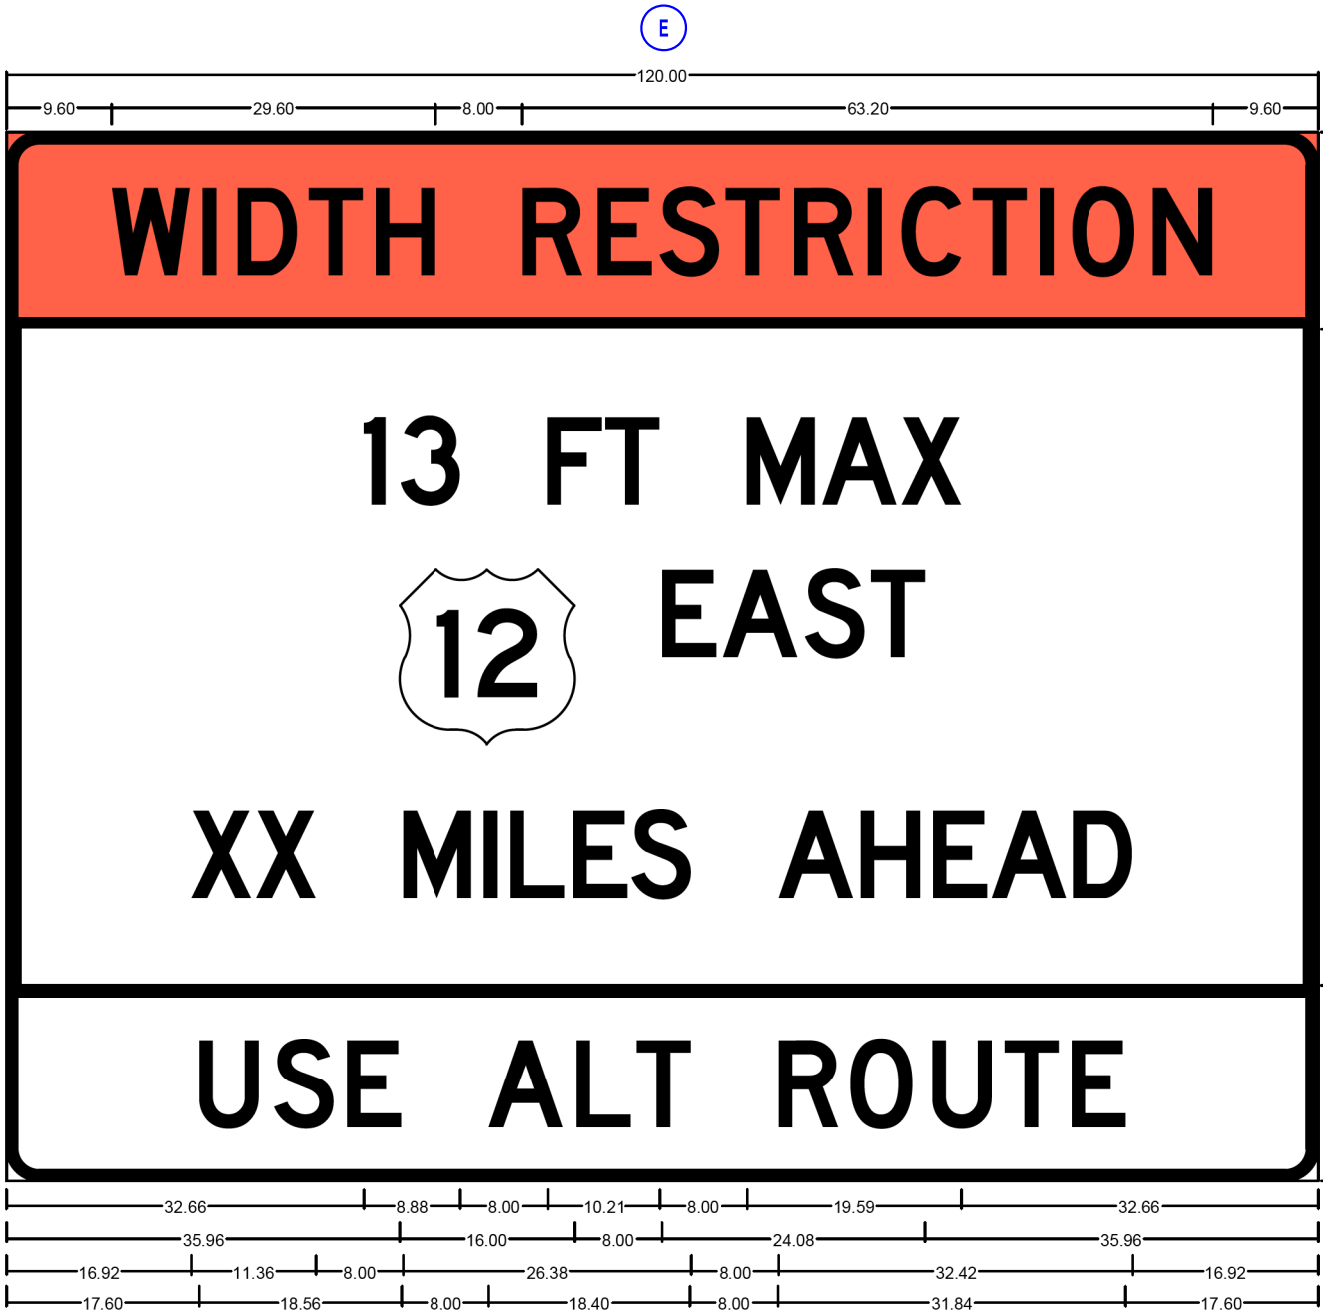 E
120.00
9.60 29.60 8.00 63.20 9.60
WIDTH RESTRICTION
13 FT MAX
12 EAST
XX MILES AHEAD
USE ALT ROUTE
32.66 8.88 8.00 10.21 8.00 19.59 32.66
35.96 16.00 8.00 24.08 35.96
16.92 11.36 8.00 26.38 8.00 32.42 16.92
17.60 18.56 8.00 18.40 8.00 31.84 17.60